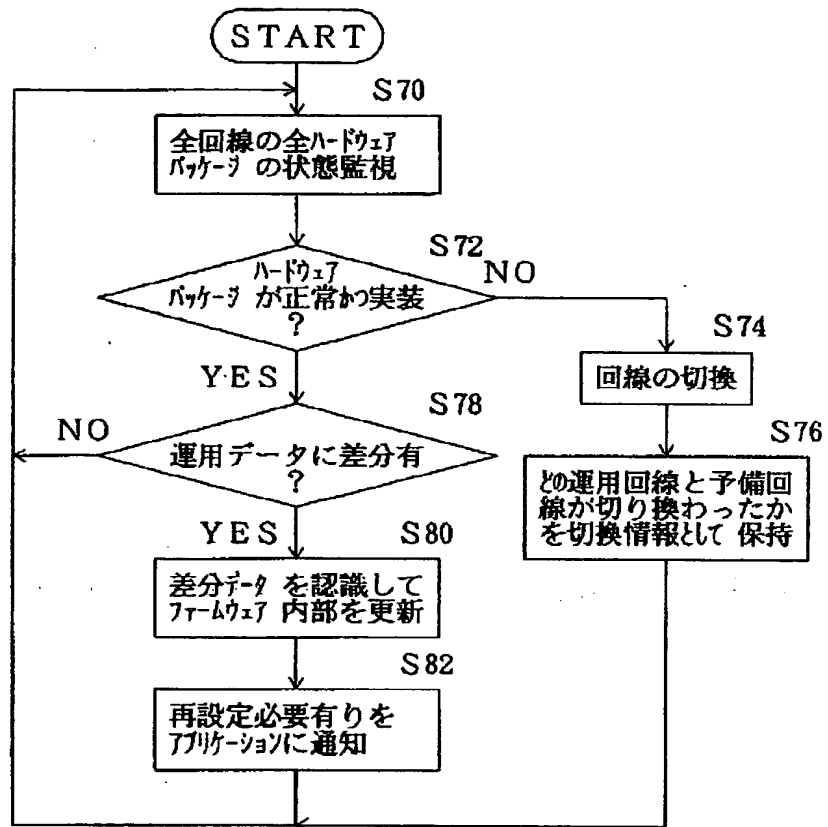 START
S70
全回線の全ハードウェア
パッケージ の状態監視
S72
ハードウェア
パッケージ が正常かつ実装
?
NO
YES
S74
回線の切換
S76
どの運用回線と予備回
線が切り換わったか
を切換情報として 保持
S78
運用データに差分有
?
NO
YES
S80
差分データ を認識して
ファームウェア 内部を更新
S82
再設定必要有りを
アプリケーションに通知